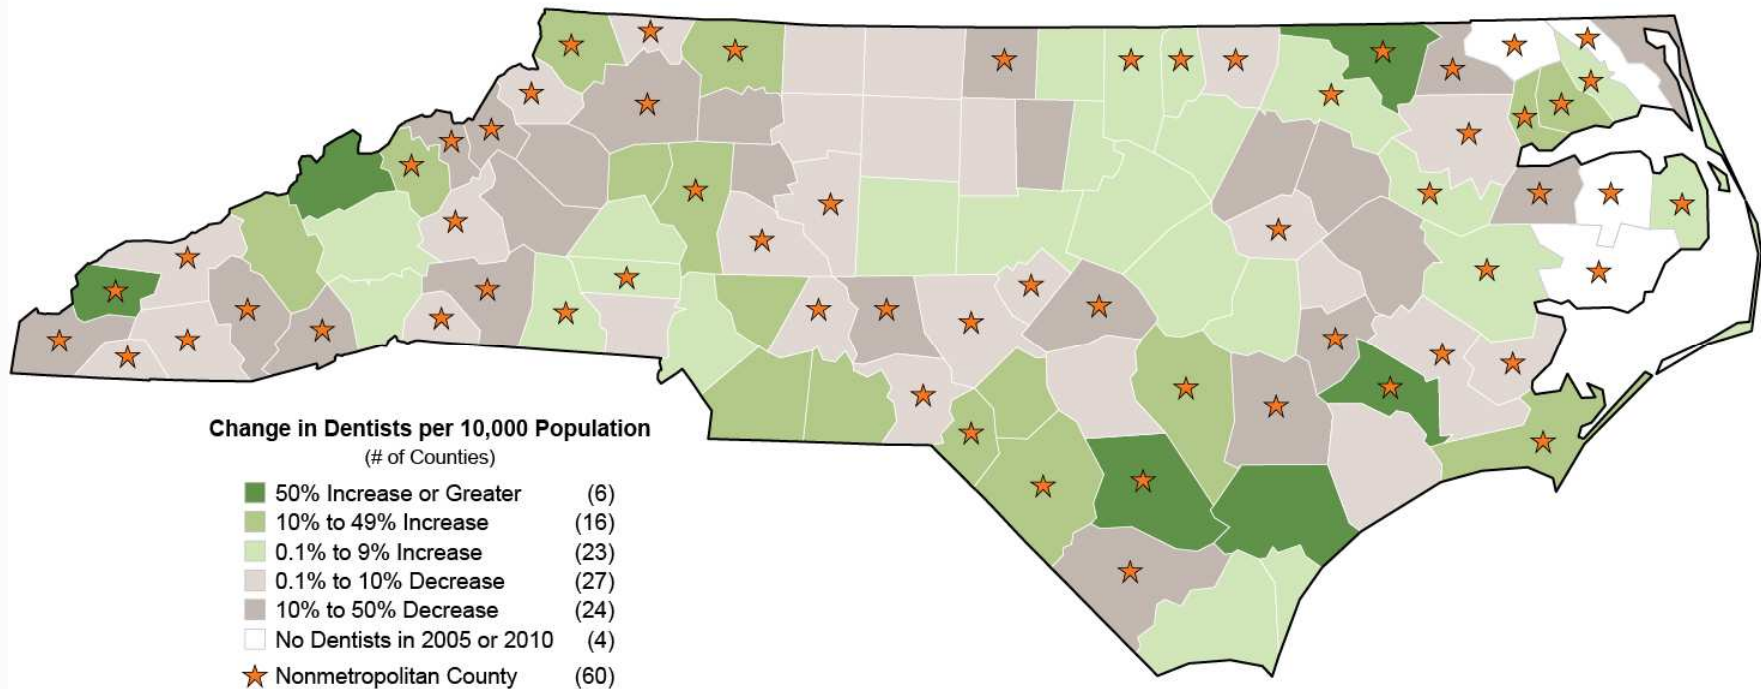 Change in Dentists per 10,000 Population
(# of Counties)
50% Increase or Greater (6)
10% to 49% Increase (16)
0.1% to 9% Increase (23)
0.1% to 10% Decrease (27)
10% to 50% Decrease (24)
No Dentists in 2005 or 2010 (4)
Nonmetropolitan County (60)